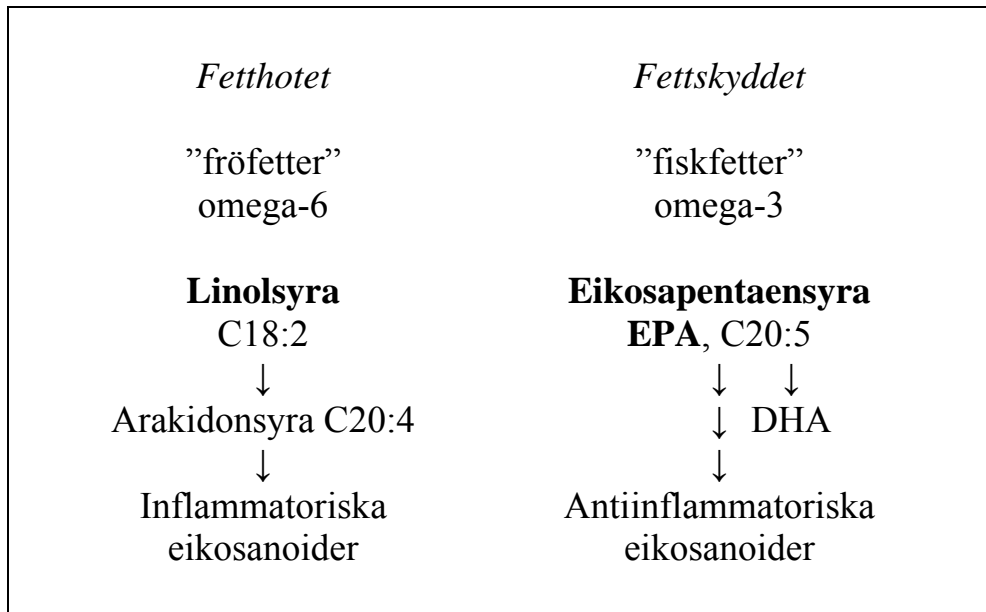 Fetthotet
”fröfetter”
omega-6
Linolsyra
C18:2
↓
Arakidonsyra C20:4
↓
Inflammatoriska
eikosanoider
Fettskyddet
”fiskfetter”
omega-3
Eikosapentaensyra
EPA, C20:5
↓ ↓
↓ DHA
↓
Antiinflammatoriska
eikosanoider